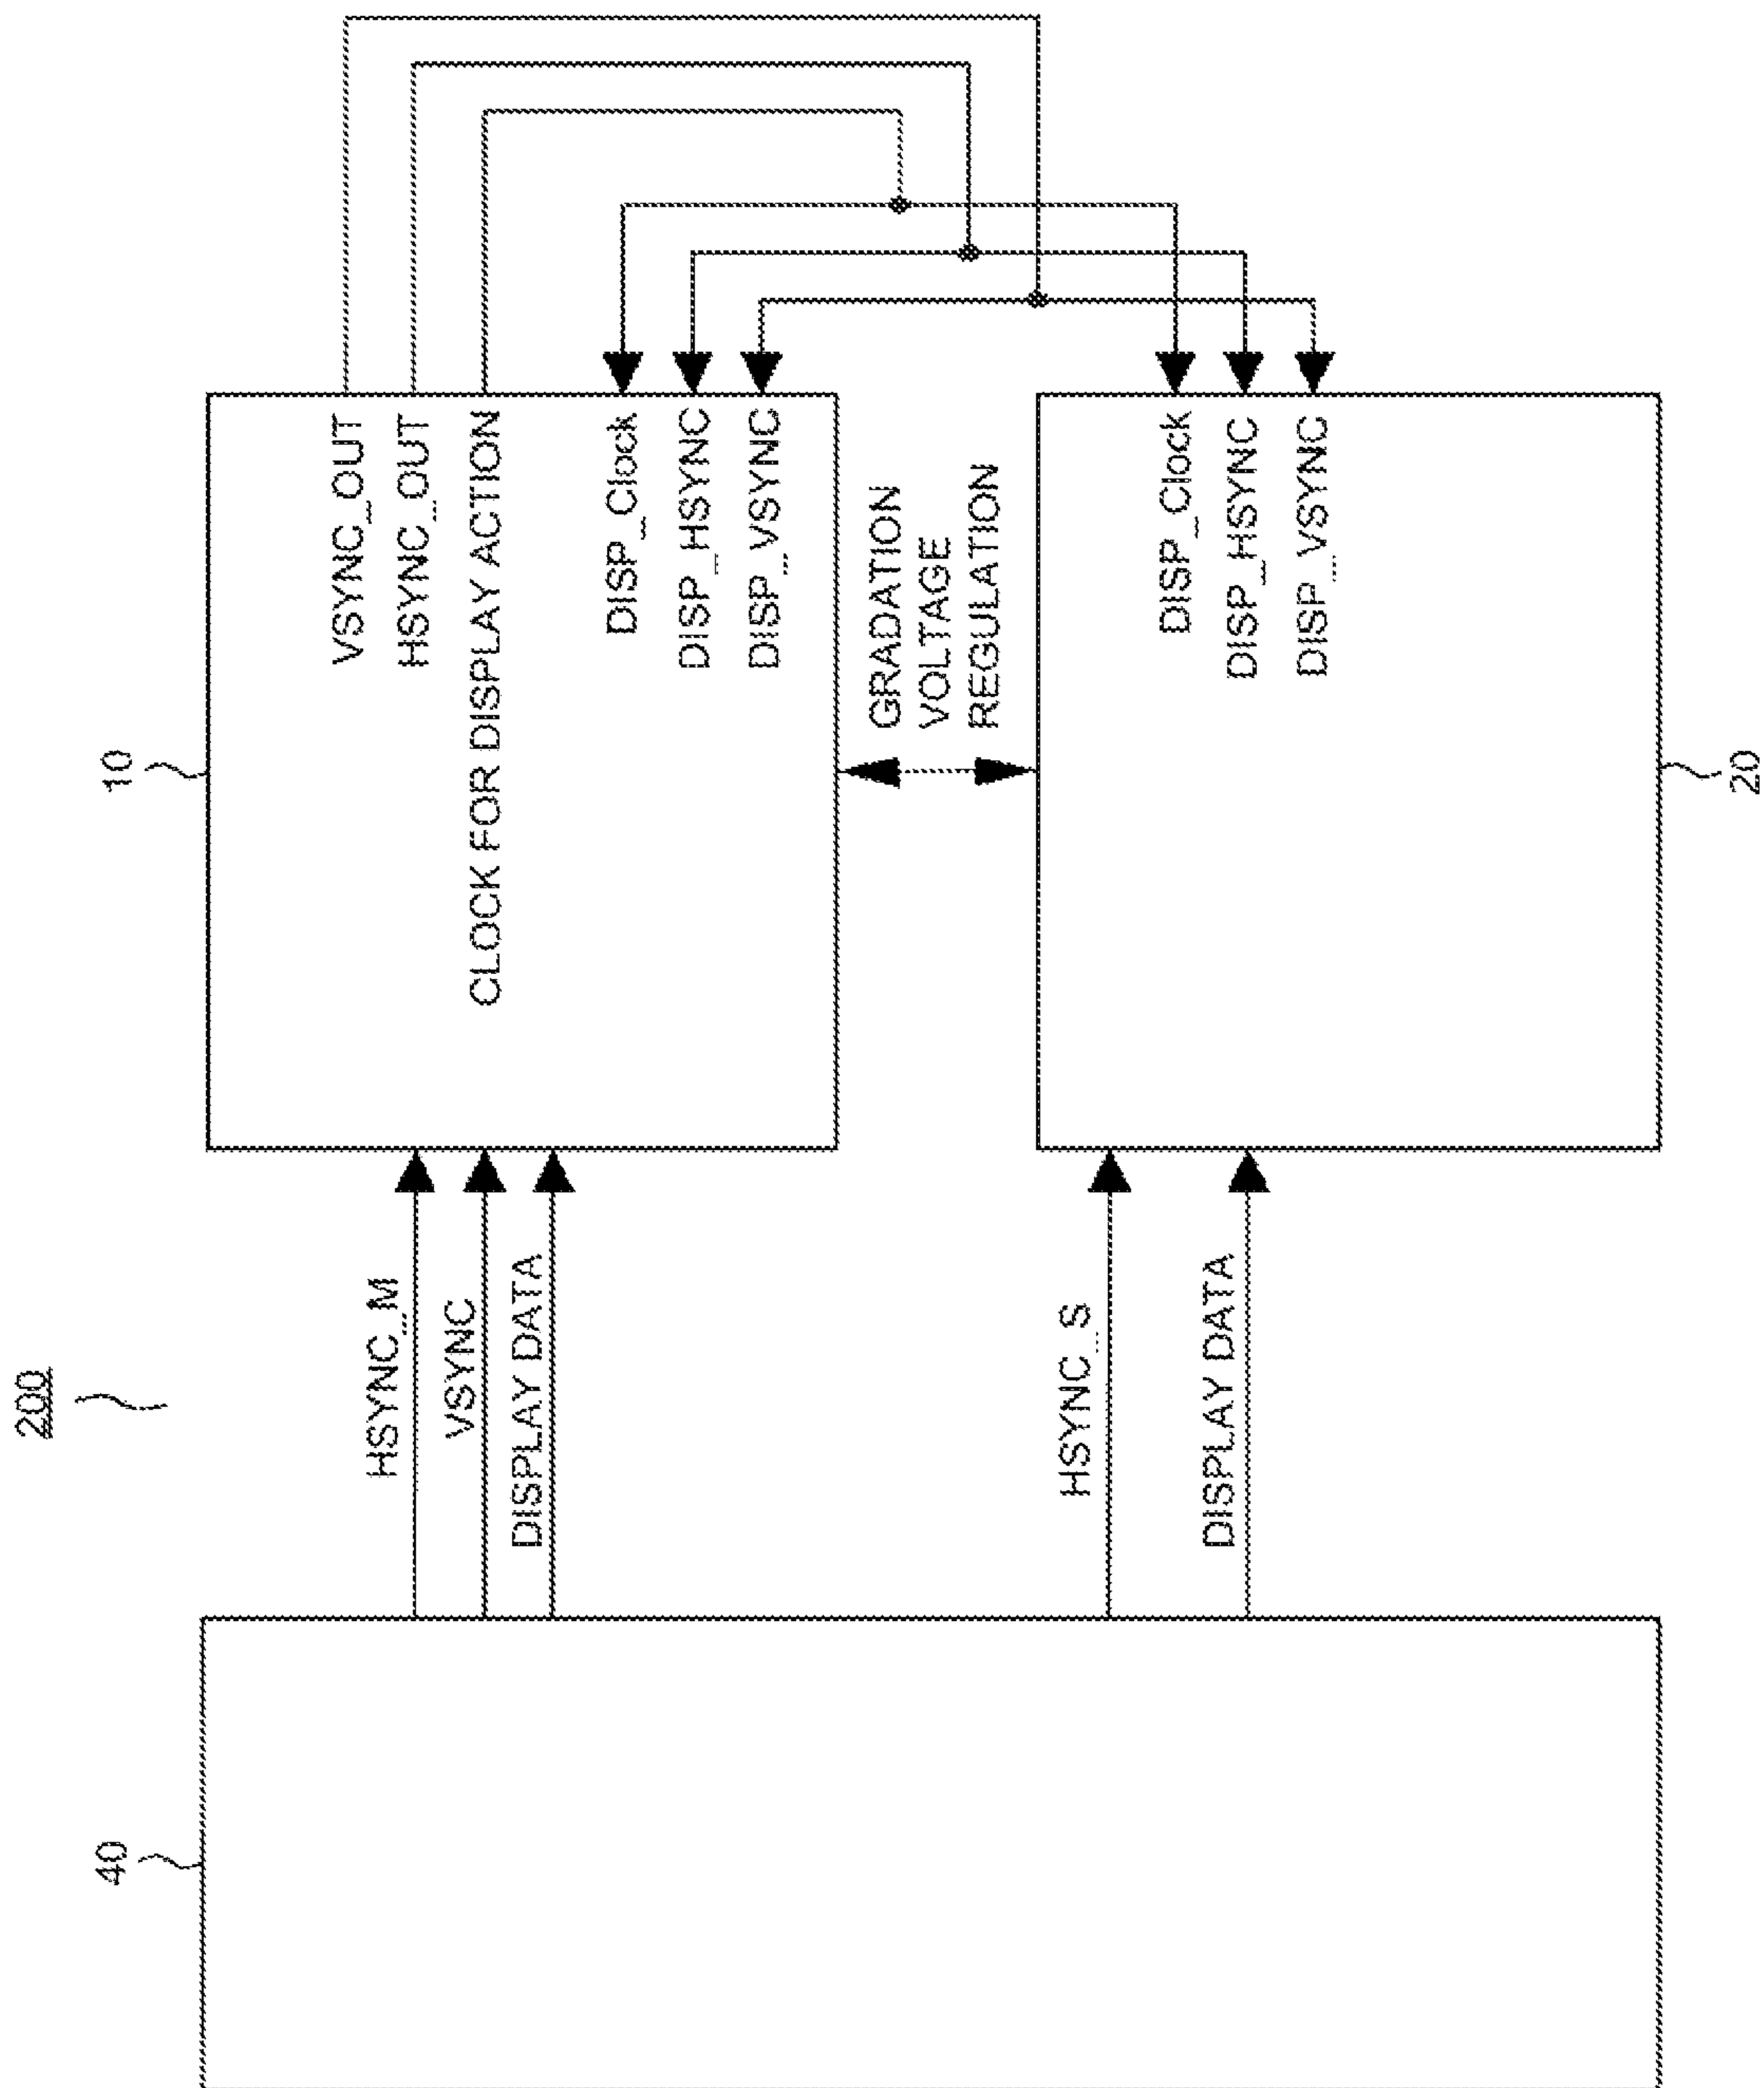 200
40
HSYNC_M
VSYNC
DISPLAY DATA
HSYNC_S
DISPLAY DATA
10
VSYNC_OUT
HSYNC_OUT
CLOCK FOR DISPLAY ACTION
DISP_Clock
DISP_HSYNC
DISP_VSYNC
GRADATION
VOLTAGE
REGULATION
DISP_Clock
DISP_HSYNC
DISP_VSYNC
20